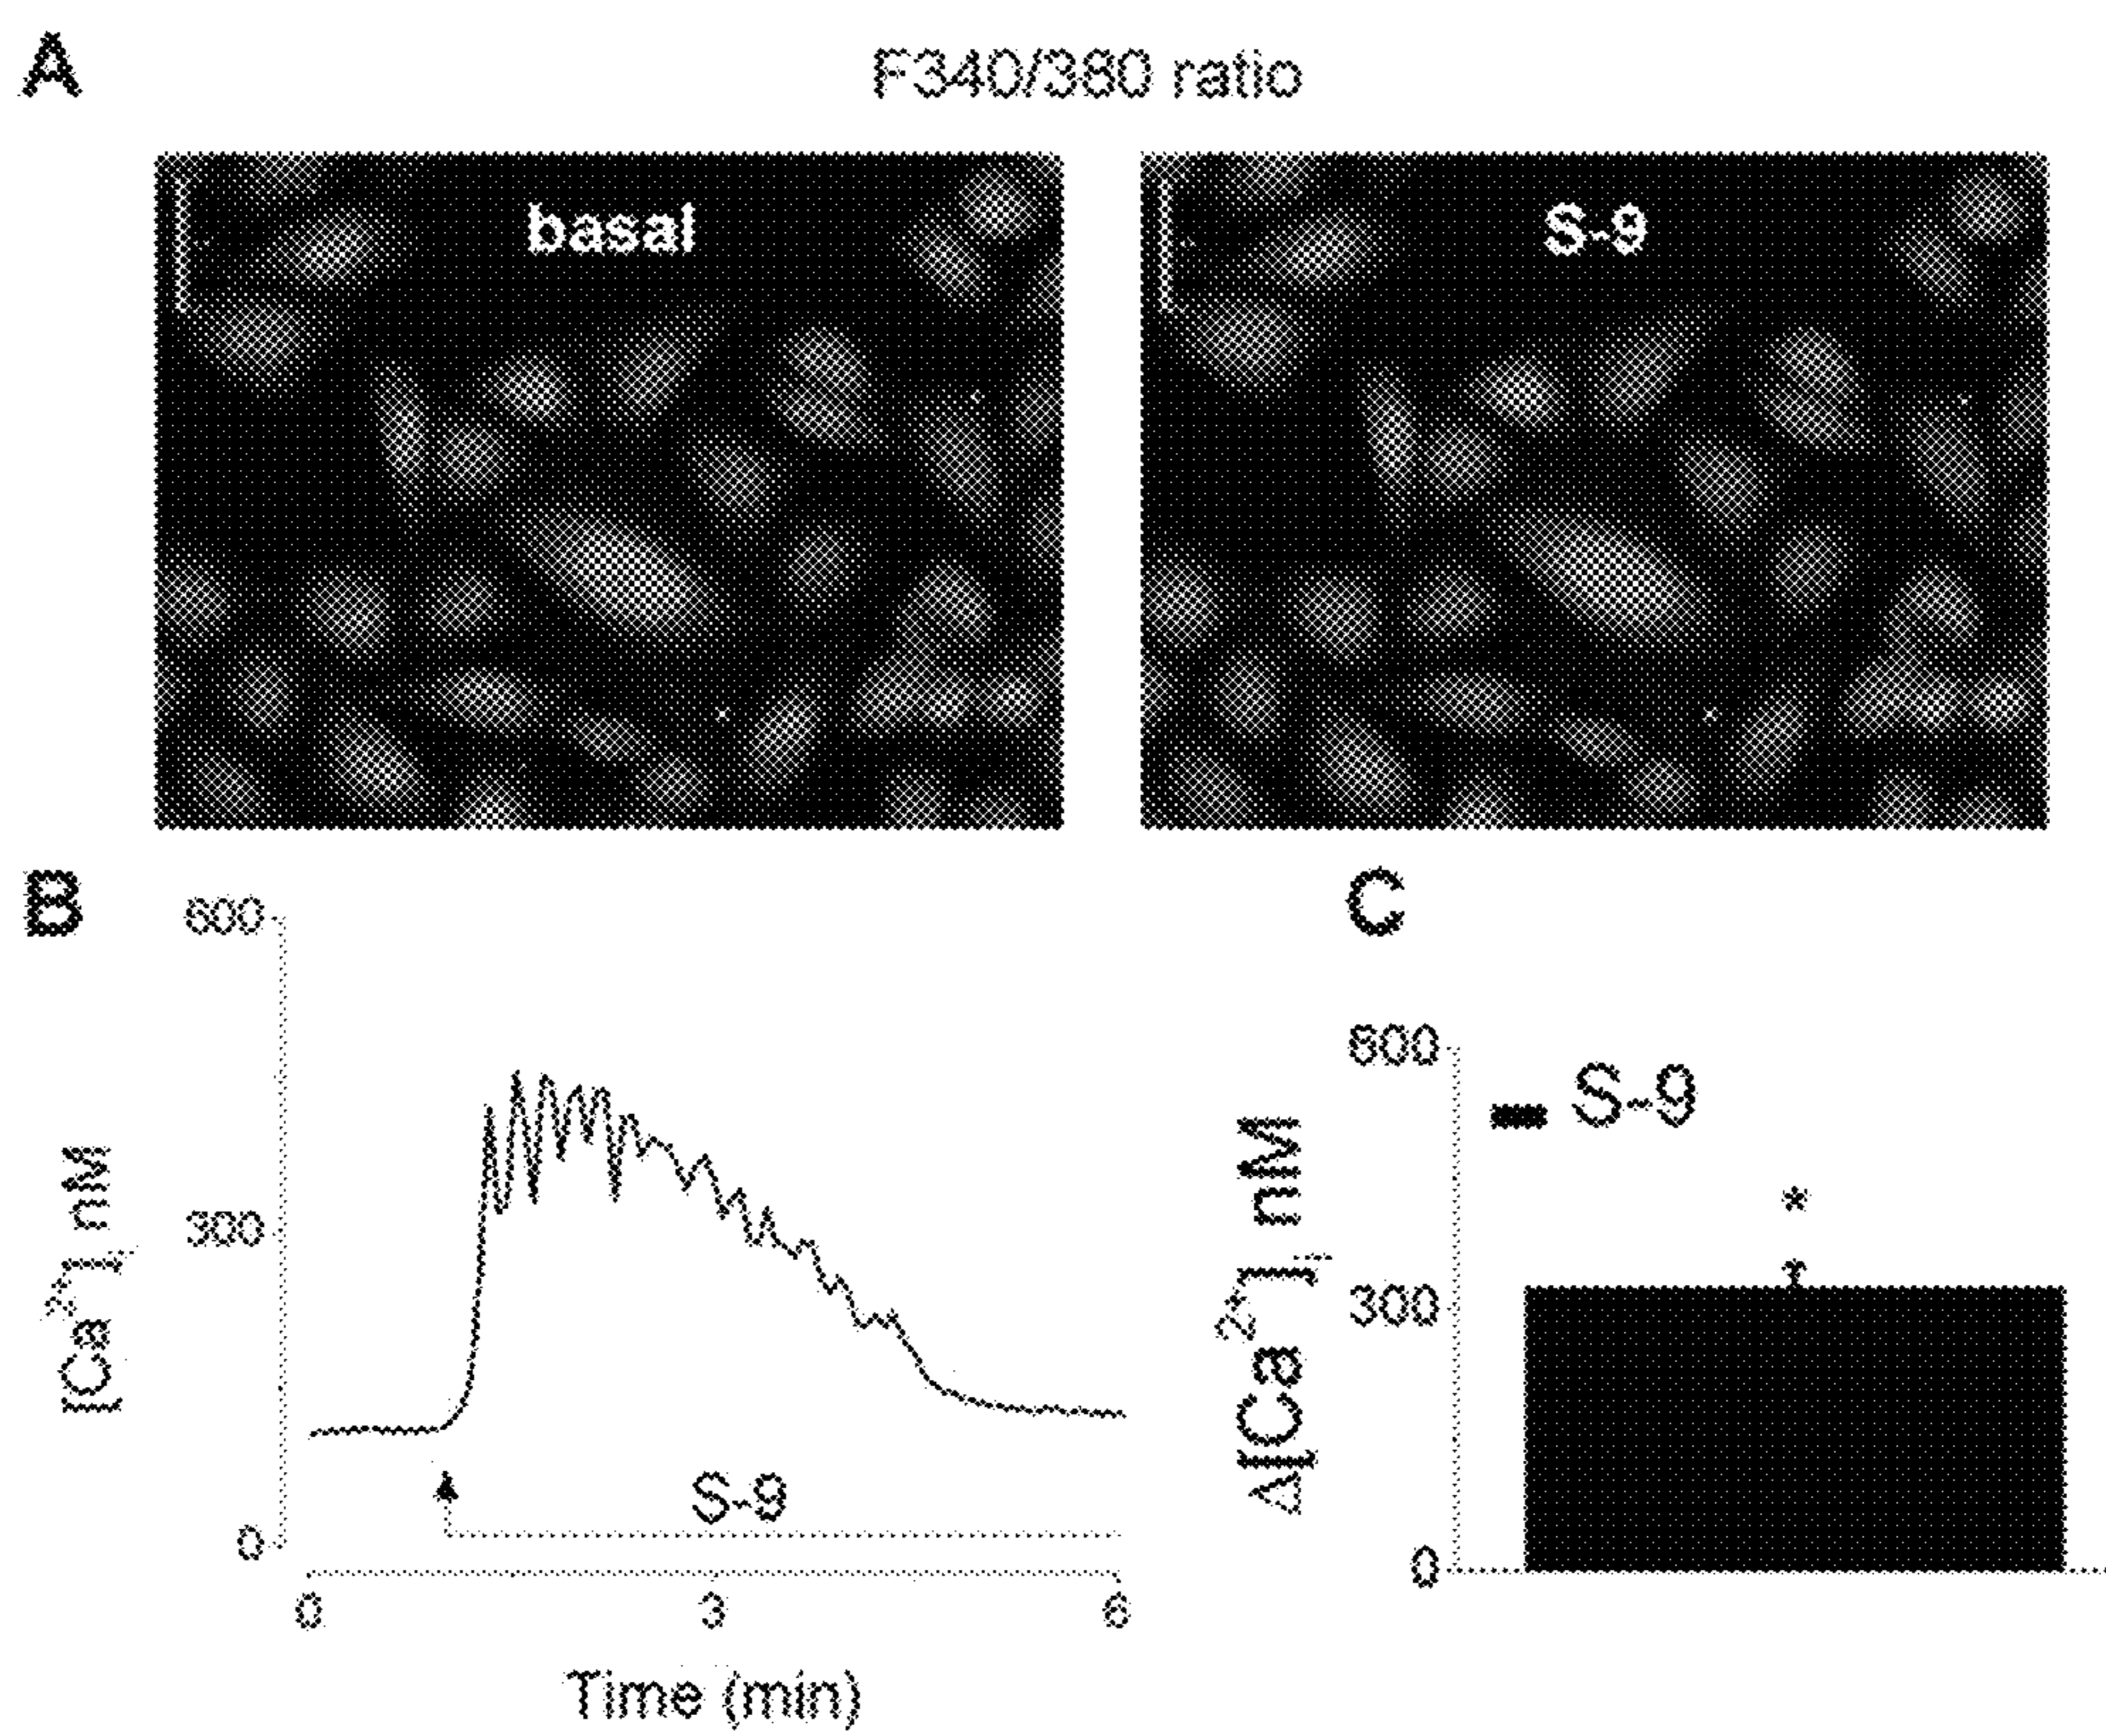 A
F340/380 ratio
basal
S-9
B
600
300
0
[Ca²⁺]ᵢ nM
S-9
0
3
6
Time (min)
C
600
300
0
Δ[Ca²⁺]ᵢ nM
S-9
*